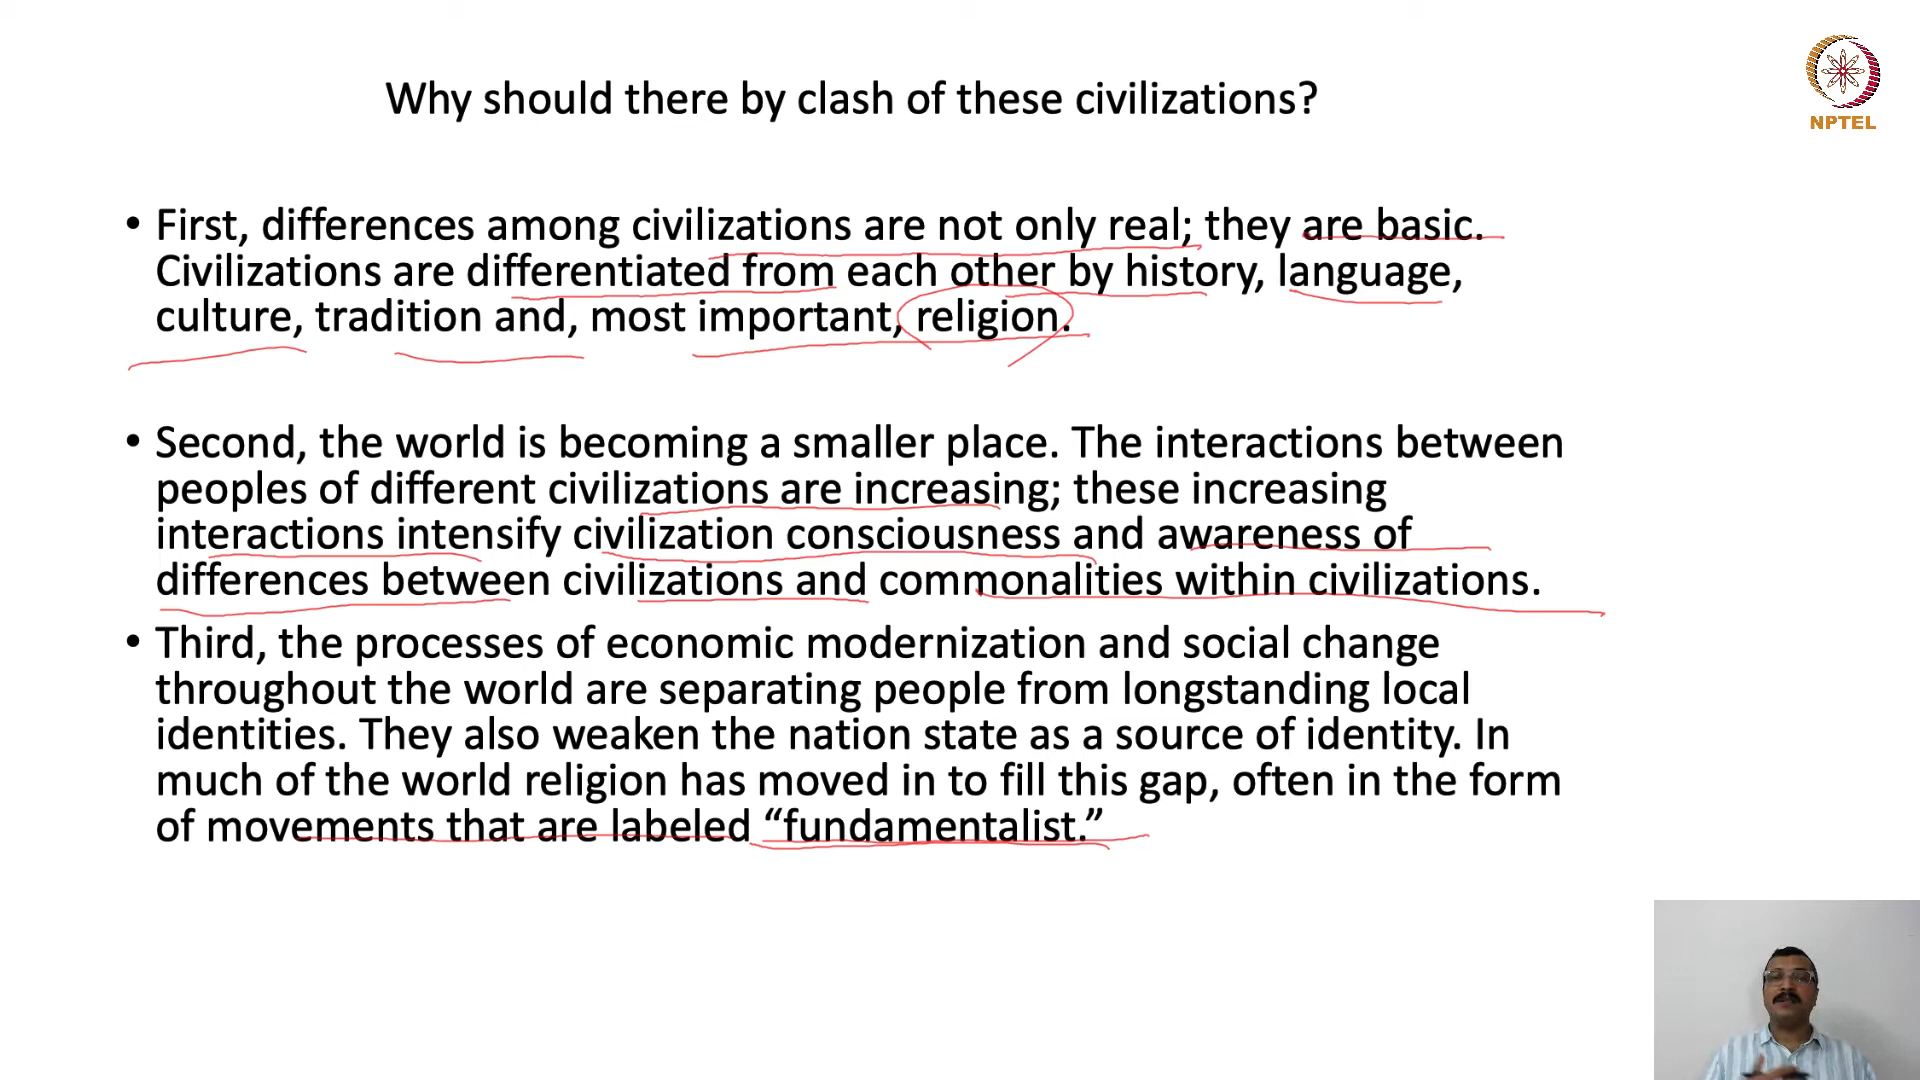 Why should there by clash of these civilizations?
NPTEL
• First, differences among civilizations are not only real; they are basic.
Civilizations are differentiated from each other by history, language,
culture, tradition and, most important, religion.
• Second, the world is becoming a smaller place. The interactions between
peoples of different civilizations are increasing; these increasing
interactions intensify civilization consciousness and awareness of
differences between civilizations and commonalities within civilizations.
• Third, the processes of economic modernization and social change
throughout the world are separating people from longstanding local
identities. They also weaken the nation state as a source of identity. In
much of the world religion has moved in to fill this gap, often in the form
of movements that are labeled “fundamentalist.”